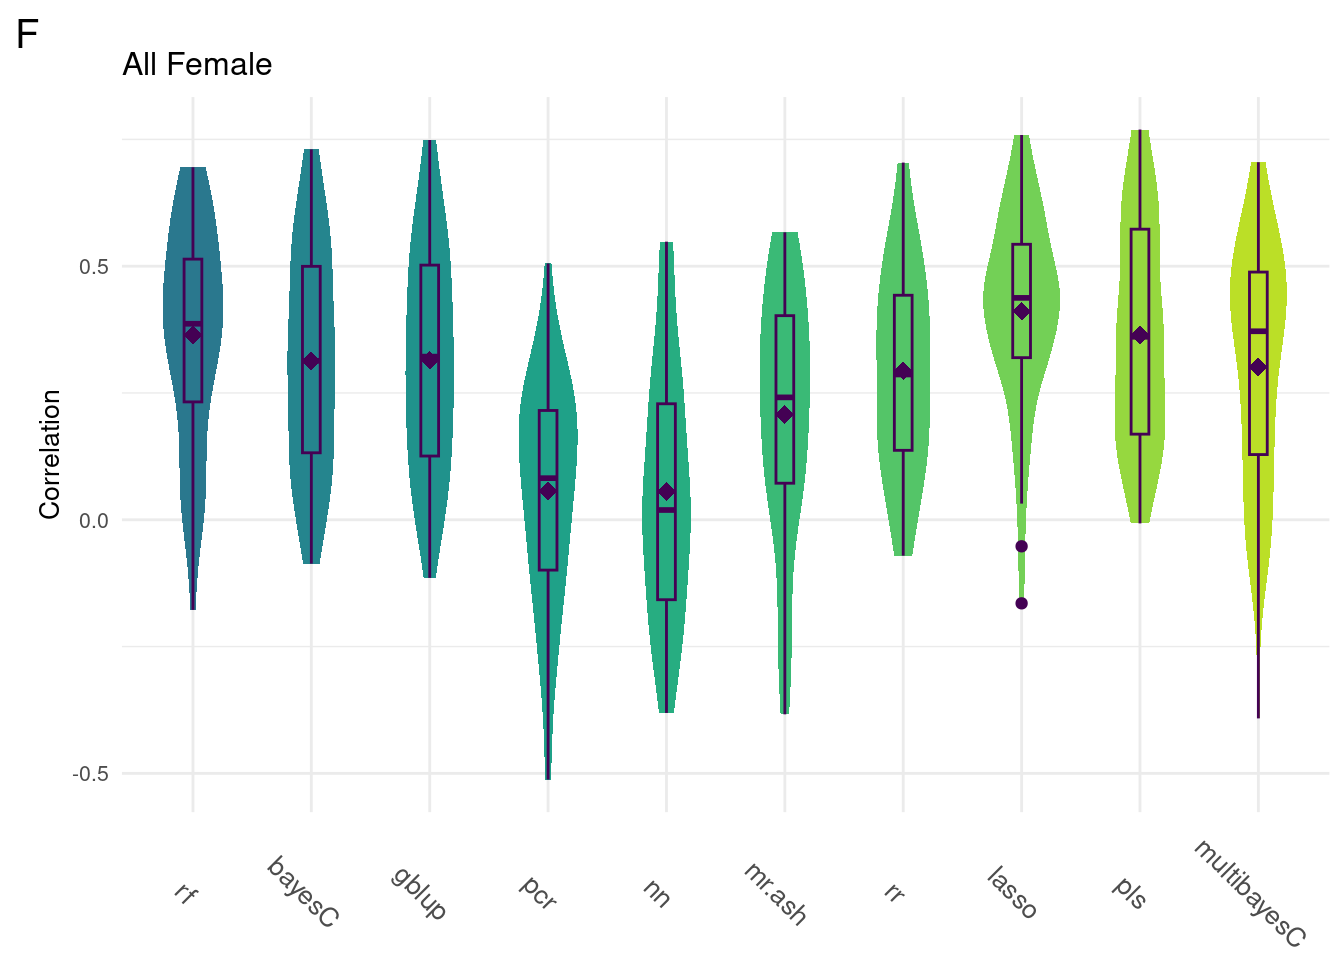 F
All Female
Correlation
0.5
0.0
-0.5
rf
bayesC
gblup
pcr
nn
mr.ash
rr
lasso
pls
multibayesC